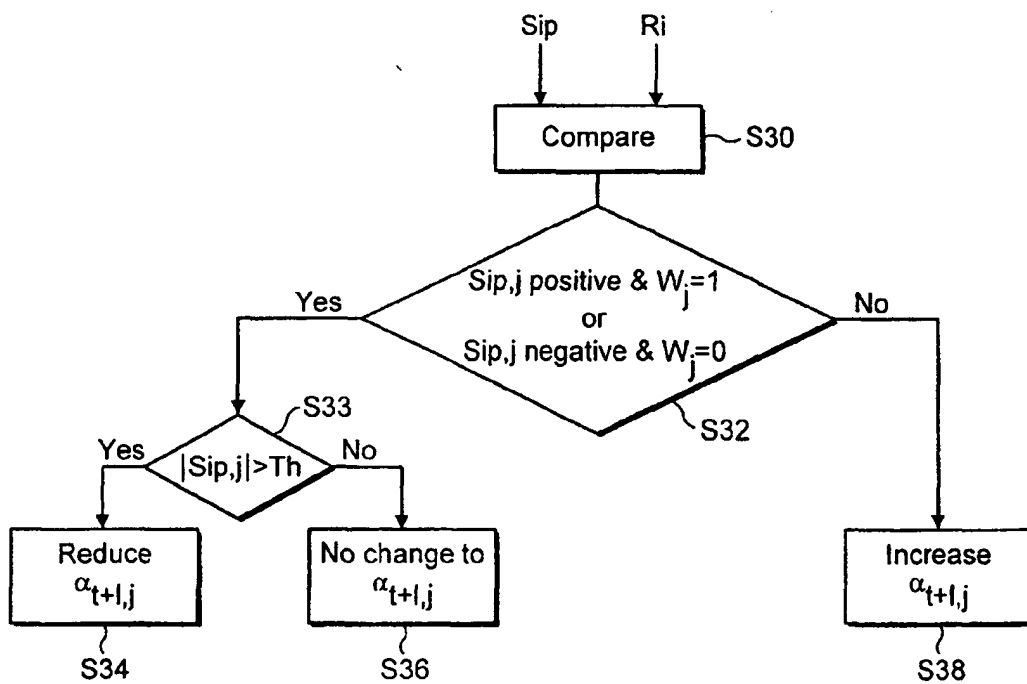 Sip
Ri
Compare
S30
Sip,j positive & Wj=1
or
Sip,j negative & Wj=0
Yes
No
S32
S33
|Sip,j|>Th
Yes
No
Reduce
αt+l,j
No change to
αt+l,j
Increase
αt+l,j
S34
S36
S38